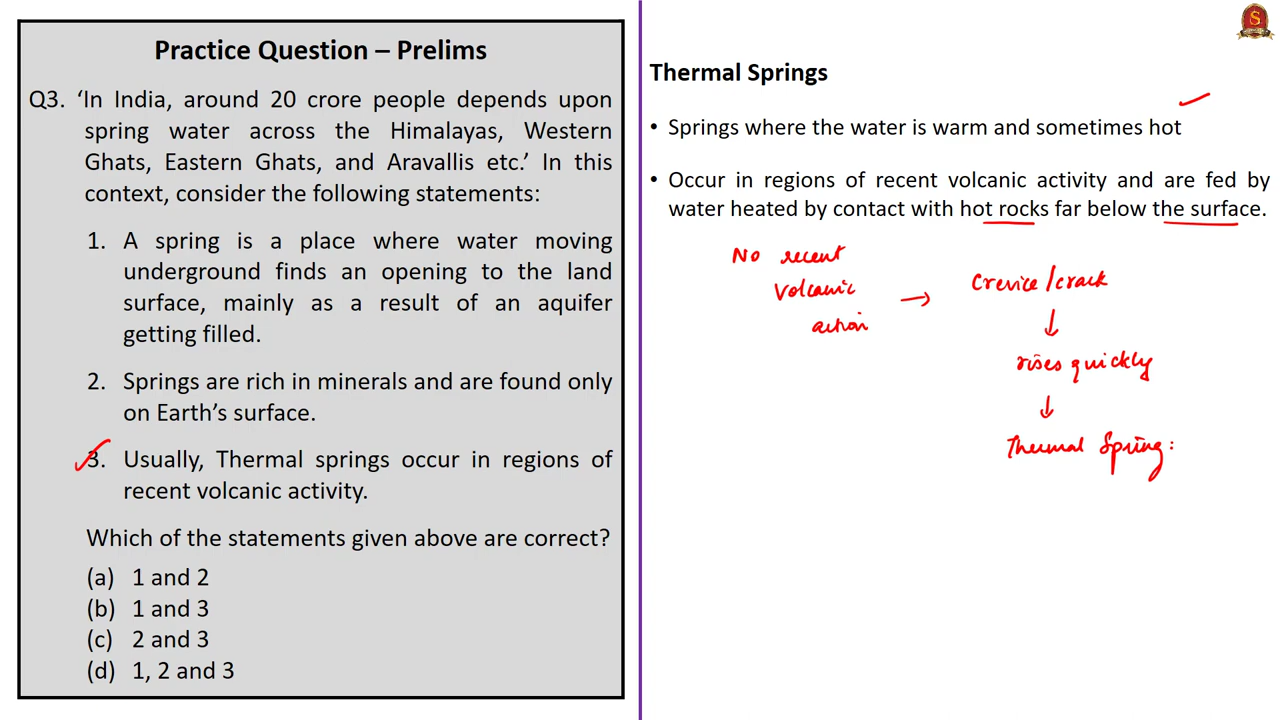 Practice Question – Prelims
Q3. ‘In India, around 20 crore people depends upon
spring water across the Himalayas, Western
Ghats, Eastern Ghats, and Aravallis etc.’ In this
context, consider the following statements:
1. A spring is a place where water moving
underground finds an opening to the land
surface, mainly as a result of an aquifer
getting filled.
2. Springs are rich in minerals and are found only
on Earth’s surface.
3. Usually, Thermal springs occur in regions of
recent volcanic activity.
Which of the statements given above are correct?
(a) 1 and 2
(b) 1 and 3
(c) 2 and 3
(d) 1, 2 and 3
Thermal Springs
• Springs where the water is warm and sometimes hot
• Occur in regions of recent volcanic activity and are fed by
water heated by contact with hot rocks far below the surface.
No recent
Volcanic
action
→ Crevice/crack
↓
rises quickly
↓
Thermal Spring:
S